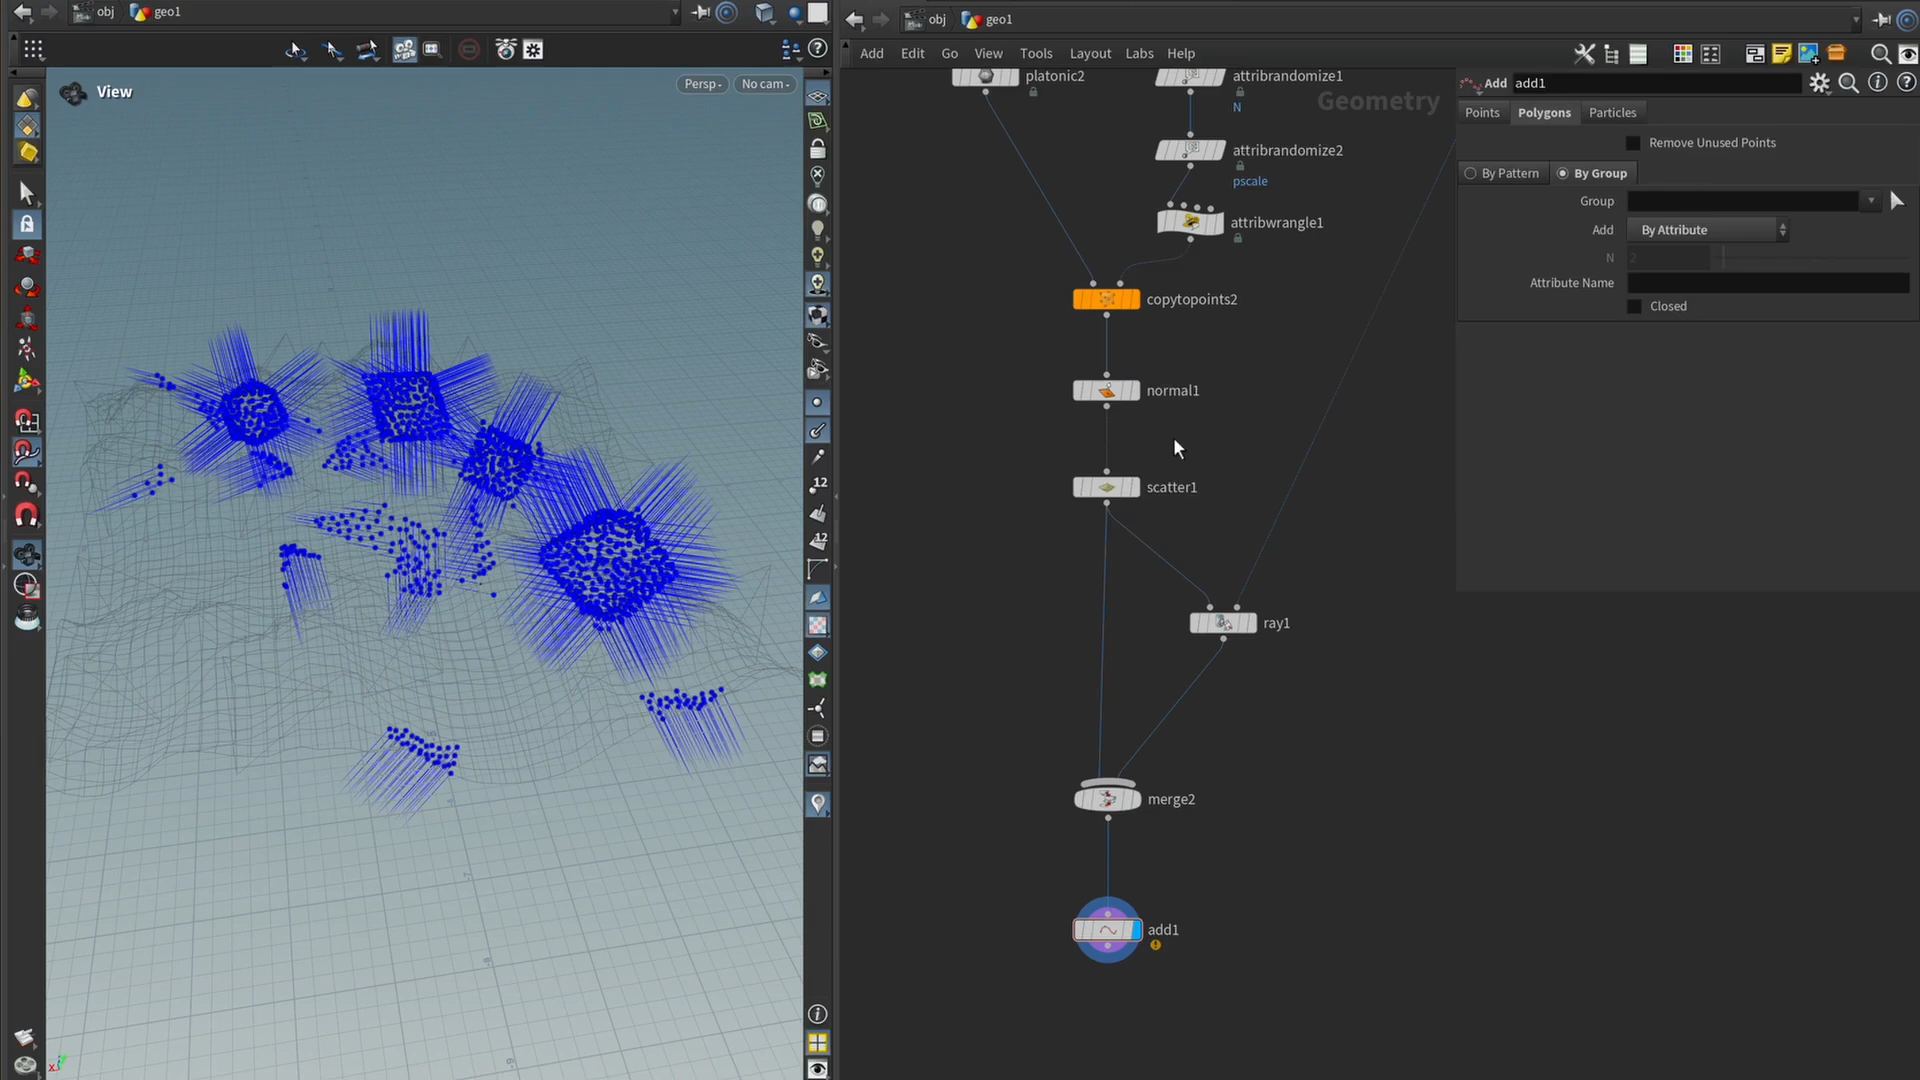 obj
geo1
obj
geo1
Add
Edit
Go
View
Tools
Layout
Labs
Help
View
Persp
No cam
12
12
platonic2
attribrandomize1
N
Geometry
attribrandomize2
pscale
attribwrangle1
copytopoints2
normal1
scatter1
ray1
merge2
add1
Add
add1
Points
Polygons
Particles
Remove Unused Points
By Pattern
By Group
Group
Add
By Attribute
N
2
Attribute Name
Closed
x